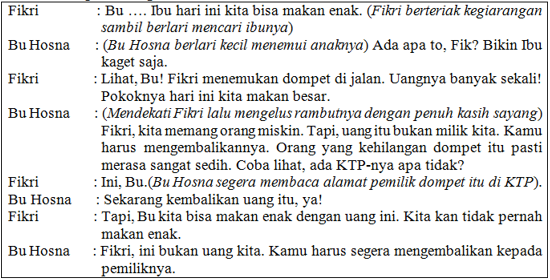 Fikri : Bu …. Ibu hari ini kita bisa makan enak. (Fikri berteriak kegiarangan
sambil berlari mencari ibunya)
Bu Hosna : (Bu Hosna berlari kecil menemui anaknya) Ada apa to, Fik? Bikin Ibu
kaget saja.
Fikri : Lihat, Bu! Fikri menemukan dompet di jalan. Uangnya banyak sekali!
Pokoknya hari ini kita makan besar.
Bu Hosna : (Mendekati Fikri lalu mengelus rambutnya dengan penuh kasih sayang)
Fikri, kita memang orang miskin. Tapi, uang itu bukan milik kita. Kamu
harus mengembalikannya. Orang yang kehilangan dompet itu pasti
merasa sangat sedih. Coba lihat, ada KTP-nya apa tidak?
Fikri : Ini, Bu.(Bu Hosna segera membaca alamat pemilik dompet itu di KTP).
Bu Hosna : Sekarang kembalikan uang itu, ya!
Fikri : Tapi, Bu kita bisa makan enak dengan uang ini. Kita kan tidak pernah
makan enak.
Bu Hosna : Fikri, ini bukan uang kita. Kamu harus segera mengembalikan kepada
pemiliknya.